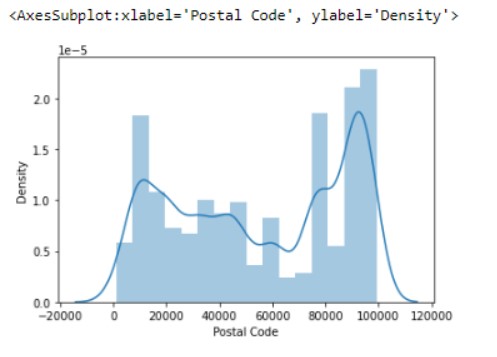 <AxesSubplot:xlabel='Postal Code', ylabel='Density'>
1e−5
2.0
1.5
1.0
0.5
0.0
Density
−20000 0 20000 40000 60000 80000 100000 120000
Postal Code